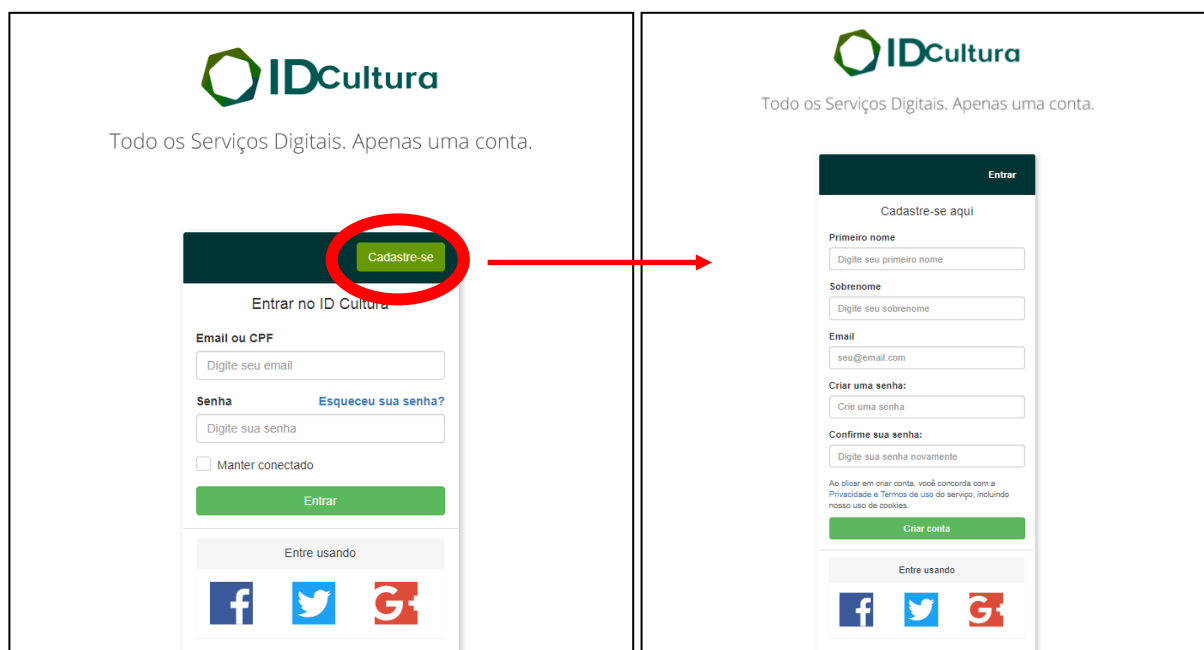 IDCultura
Todo os Serviços Digitais. Apenas uma conta.
Cadastre-se
Entrar no ID Cultura
Email ou CPF
Digite seu email
Senha Esqueceu sua senha?
Digite sua senha
Manter conectado
Entrar
Entre usando
f
G+
IDCultura
Todo os Serviços Digitais. Apenas uma conta.
Entrar
Cadastre-se aqui
Primeiro nome
Digite seu primeiro nome
Sobrenome
Digite seu sobrenome
Email
seu@email.com
Criar uma senha:
Crie uma senha
Confirme sua senha:
Digite sua senha novamente
Ao clicar em criar conta, você concorda com a
Privacidade e Termos de uso do serviço, incluindo
nosso uso de cookies.
Criar conta
Entre usando
f
G+